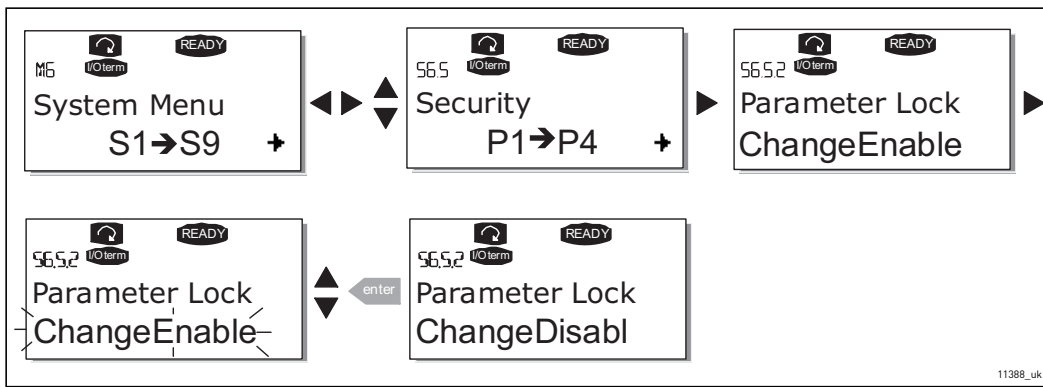 READY
M6 I/Oterm
System Menu
S1➔S9
READY
S6.5 I/Oterm
Security
P1➔P4
READY
S6.5.2 I/Oterm
Parameter Lock
ChangeEnable
READY
S6.5.2 I/Oterm
Parameter Lock
ChangeEnable
enter
READY
S6.5.2 I/Oterm
Parameter Lock
ChangeDisabl
11388_uk